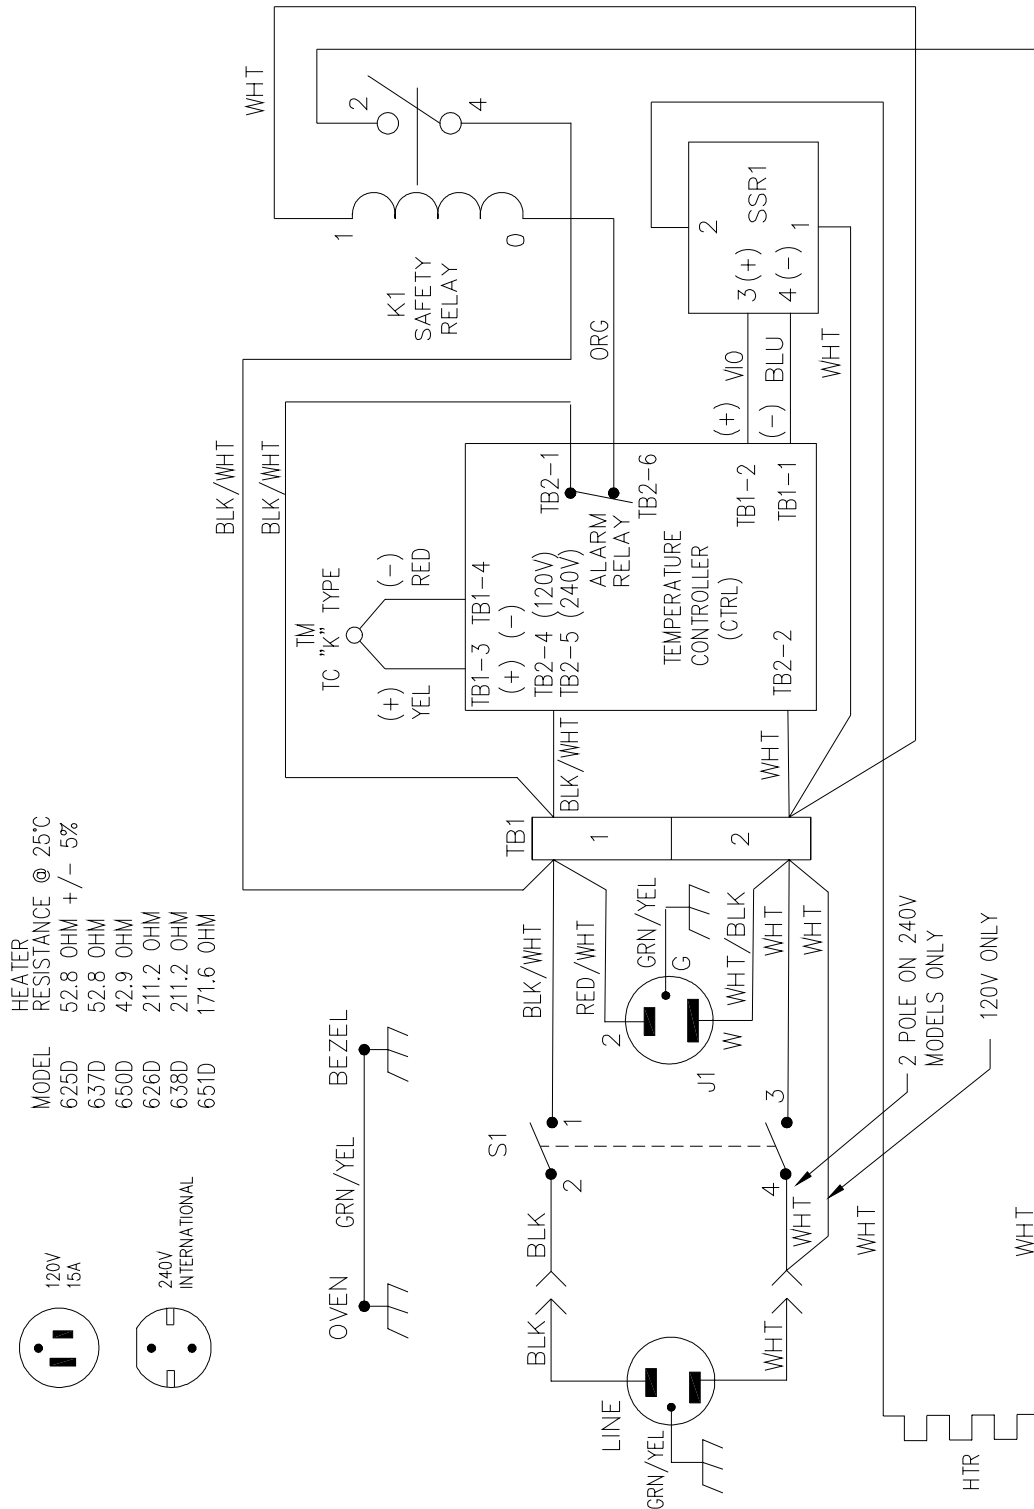 120V
15A
240V
INTERNATIONAL
MODEL
HEATER
RESISTANCE @ 25°C
625D 52.8 OHM +/- 5%
637D 52.8 OHM
650D 42.9 OHM
626D 211.2 OHM
638D 211.2 OHM
651D 171.6 OHM
OVEN
GRN/YEL
BEZEL
BLK/WHT
BLK/WHT
WHT
TM
TC "K" TYPE
(+)
YEL
(-)
RED
K1
SAFETY
RELAY
1
0
2
4
LINE
GRN/YEL
BLK
BLK
S1
2
1
BLK/WHT
RED/WHT
TB1
1
2
BLK/WHT
WHT
TB1-3
TB1-4
(+)
(-)
TB2-4 (120V)
TB2-5 (240V)
ALARM
RELAY
TB2-1
TB2-6
ORG
TEMPERATURE
CONTROLLER
(CTRL)
TB2-2
TB1-2
TB1-1
(+) VIO
(-) BLU
WHT
SSR1
2
3 (+)
4 (-)
1
2
GRN/YEL
G
W
J1
WHT/BLK
WHT
WHT
WHT
WHT
4
3
2 POLE ON 240V
MODELS ONLY
120V ONLY
WHT
WHT
HTR